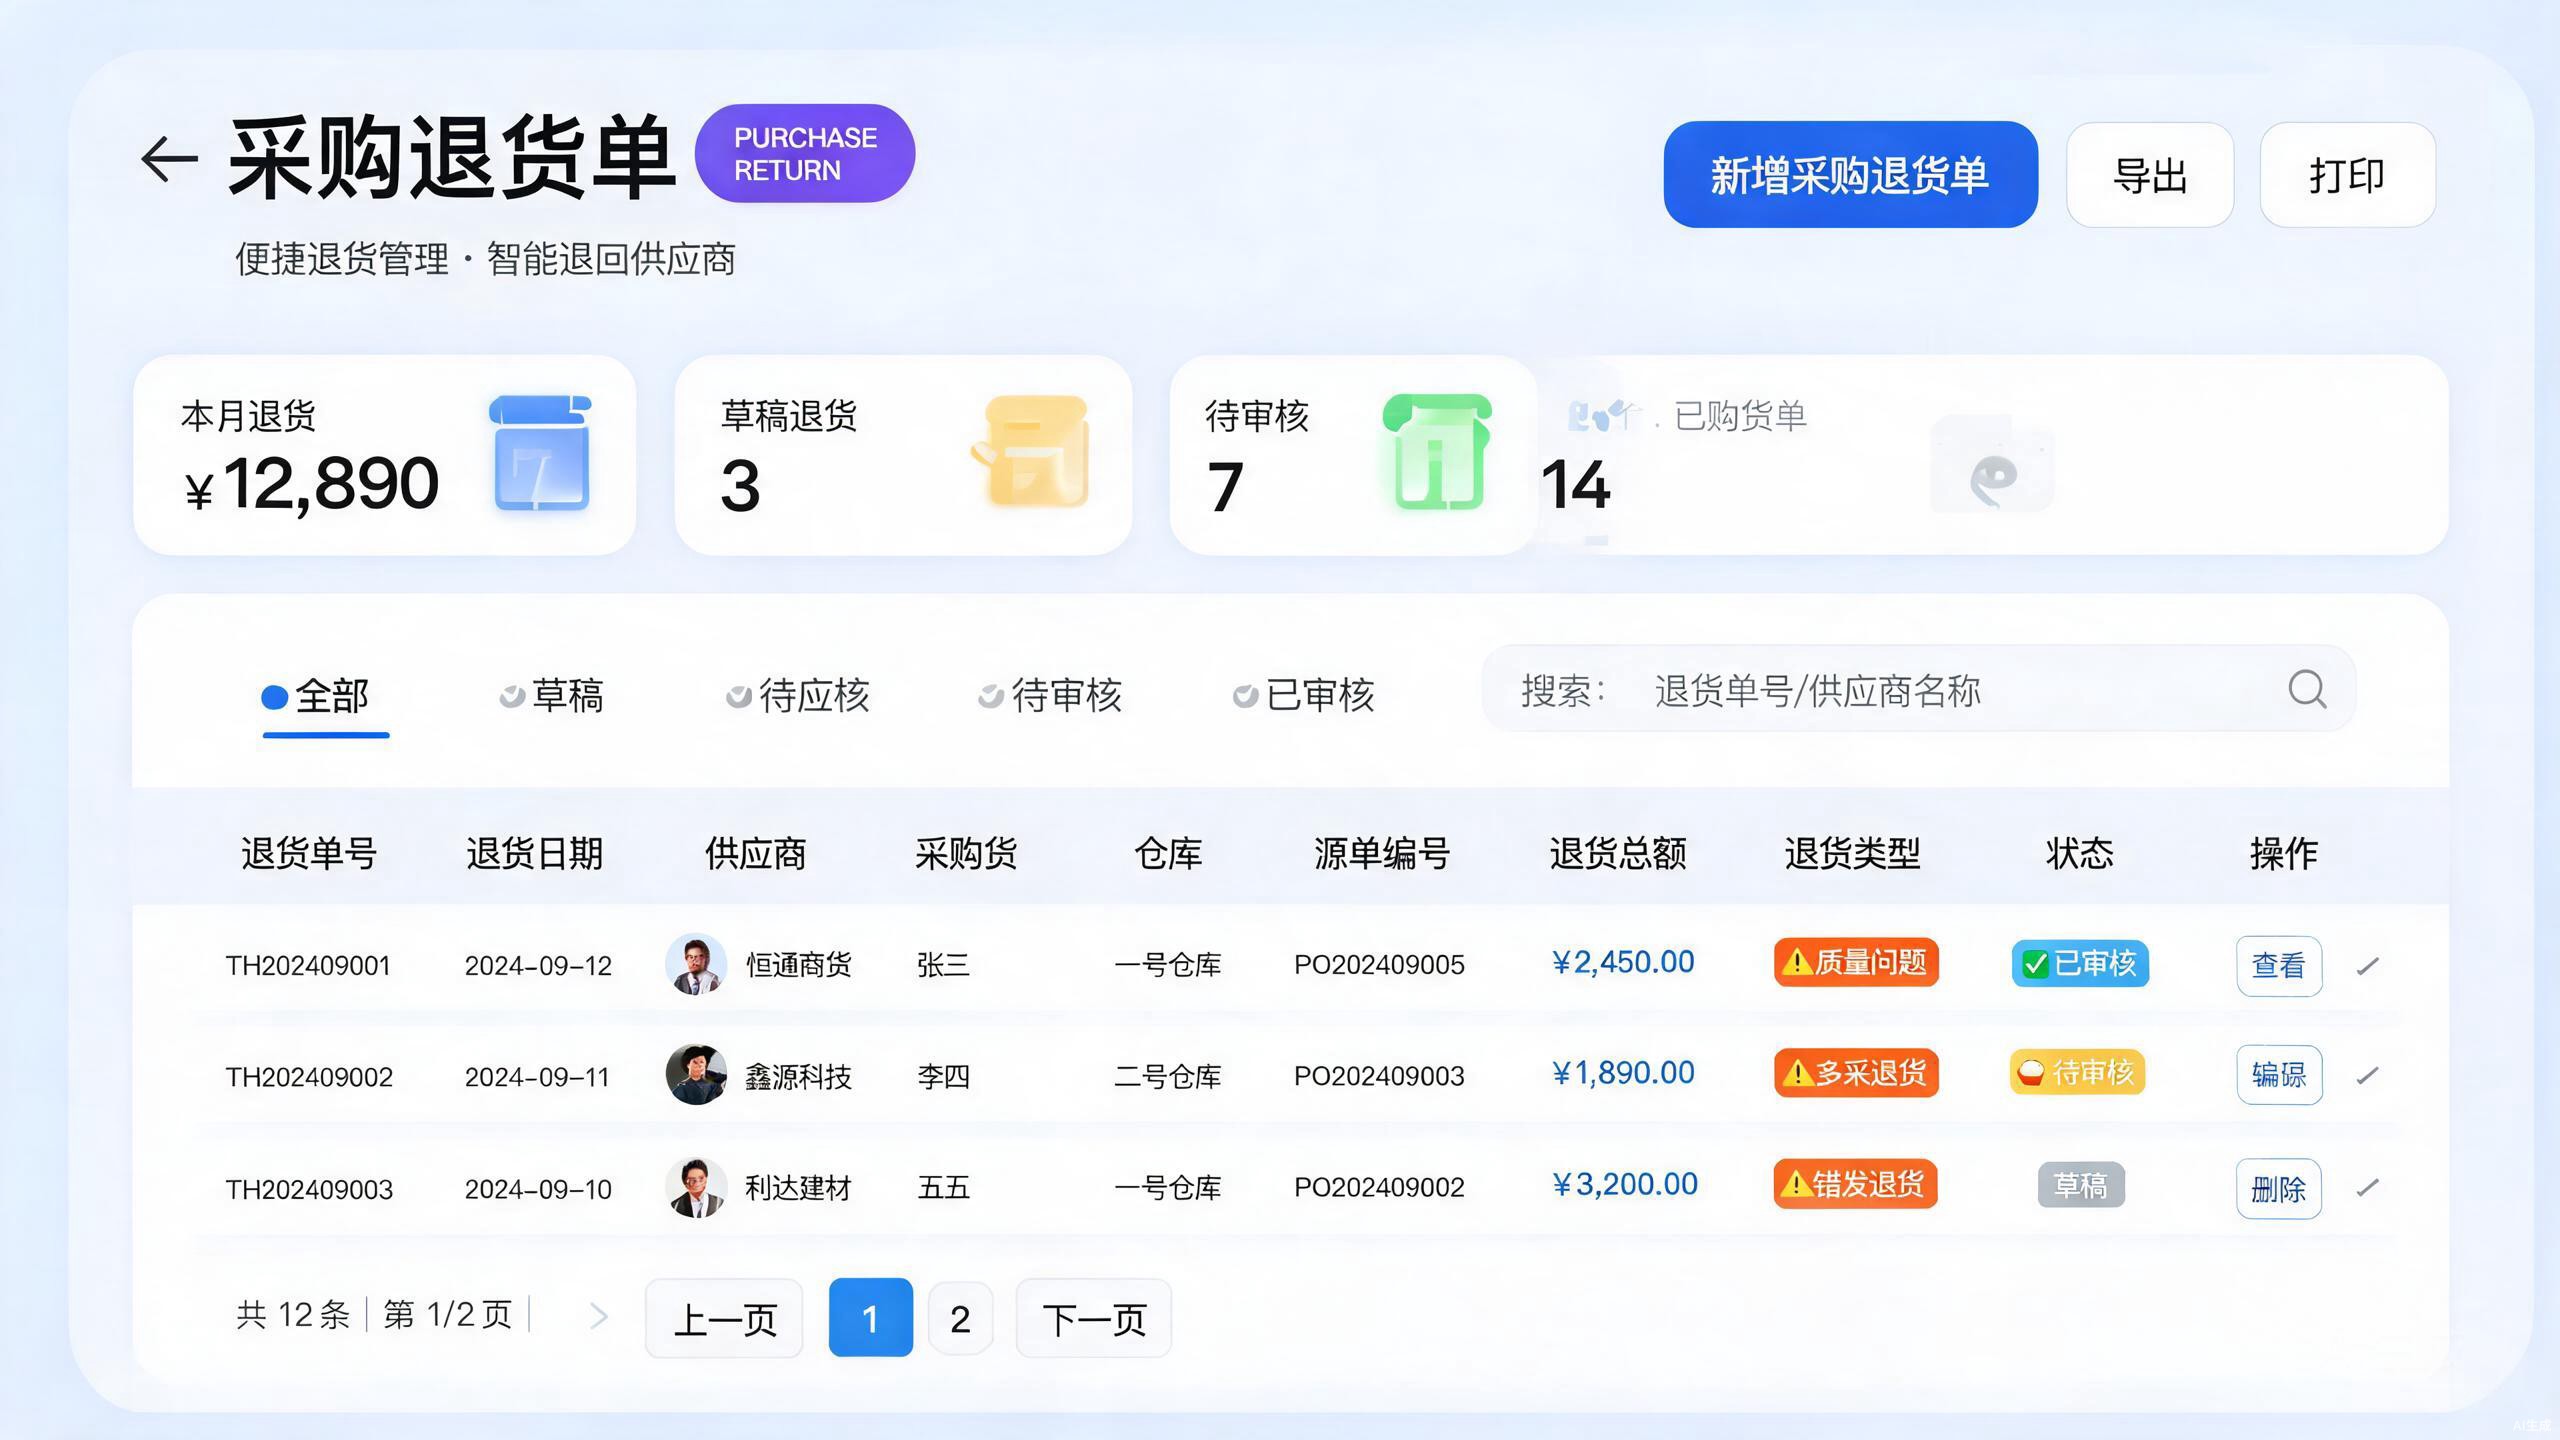 采购退货单
PURCHASE
RETURN
便捷退货管理·智能退回供应商
新增采购退货单
导出
打印
本月退货
¥12,890
草稿退货
3
待审核
7
. 已购货单
14
全部
草稿
待应核
待审核
已审核
搜索: 退货单号/供应商名称
退货单号 退货日期 供应商 采购货 仓库 源单编号 退货总额 退货类型 状态 操作
TH202409001 2024-09-12 恒通商货 张三 一号仓库 PO202409005 ¥2,450.00 质量问题 已审核 查看
TH202409002 2024-09-11 鑫源科技 李四 二号仓库 PO202409003 ¥1,890.00 多采退货 待审核
TH202409003 2024-09-10 利达建材 五五 一号仓库 PO202409002 ¥3,200.00 错发退货 草稿 删除
共 12 条 | 第 1/2 页 |
上一页
1
2
下一页
AI生成